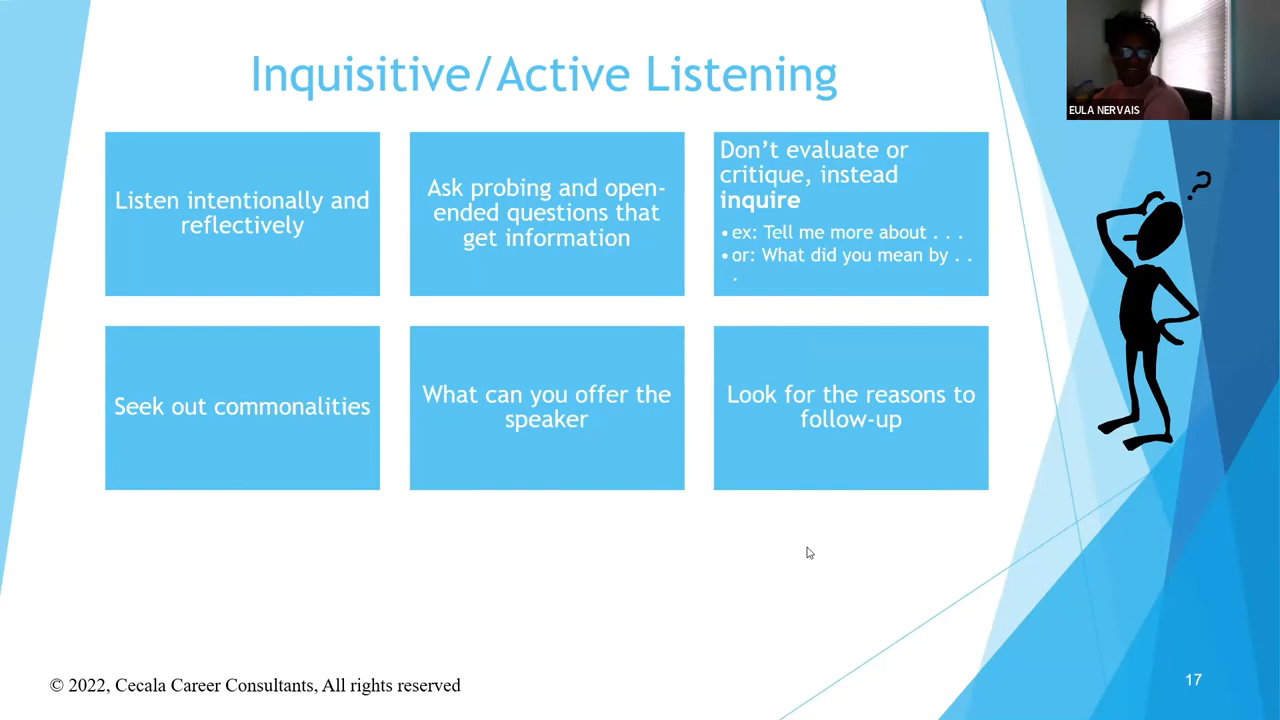 Inquisitive/Active Listening
EULA NERVAIS
Listen intentionally and
reflectively
Ask probing and open-
ended questions that
get information
Don’t evaluate or
critique, instead
inquire
• ex: Tell me more about . . .
• or: What did you mean by . .
.
?
Seek out commonalities
What can you offer the
speaker
Look for the reasons to
follow-up
© 2022, Cecala Career Consultants, All rights reserved
17